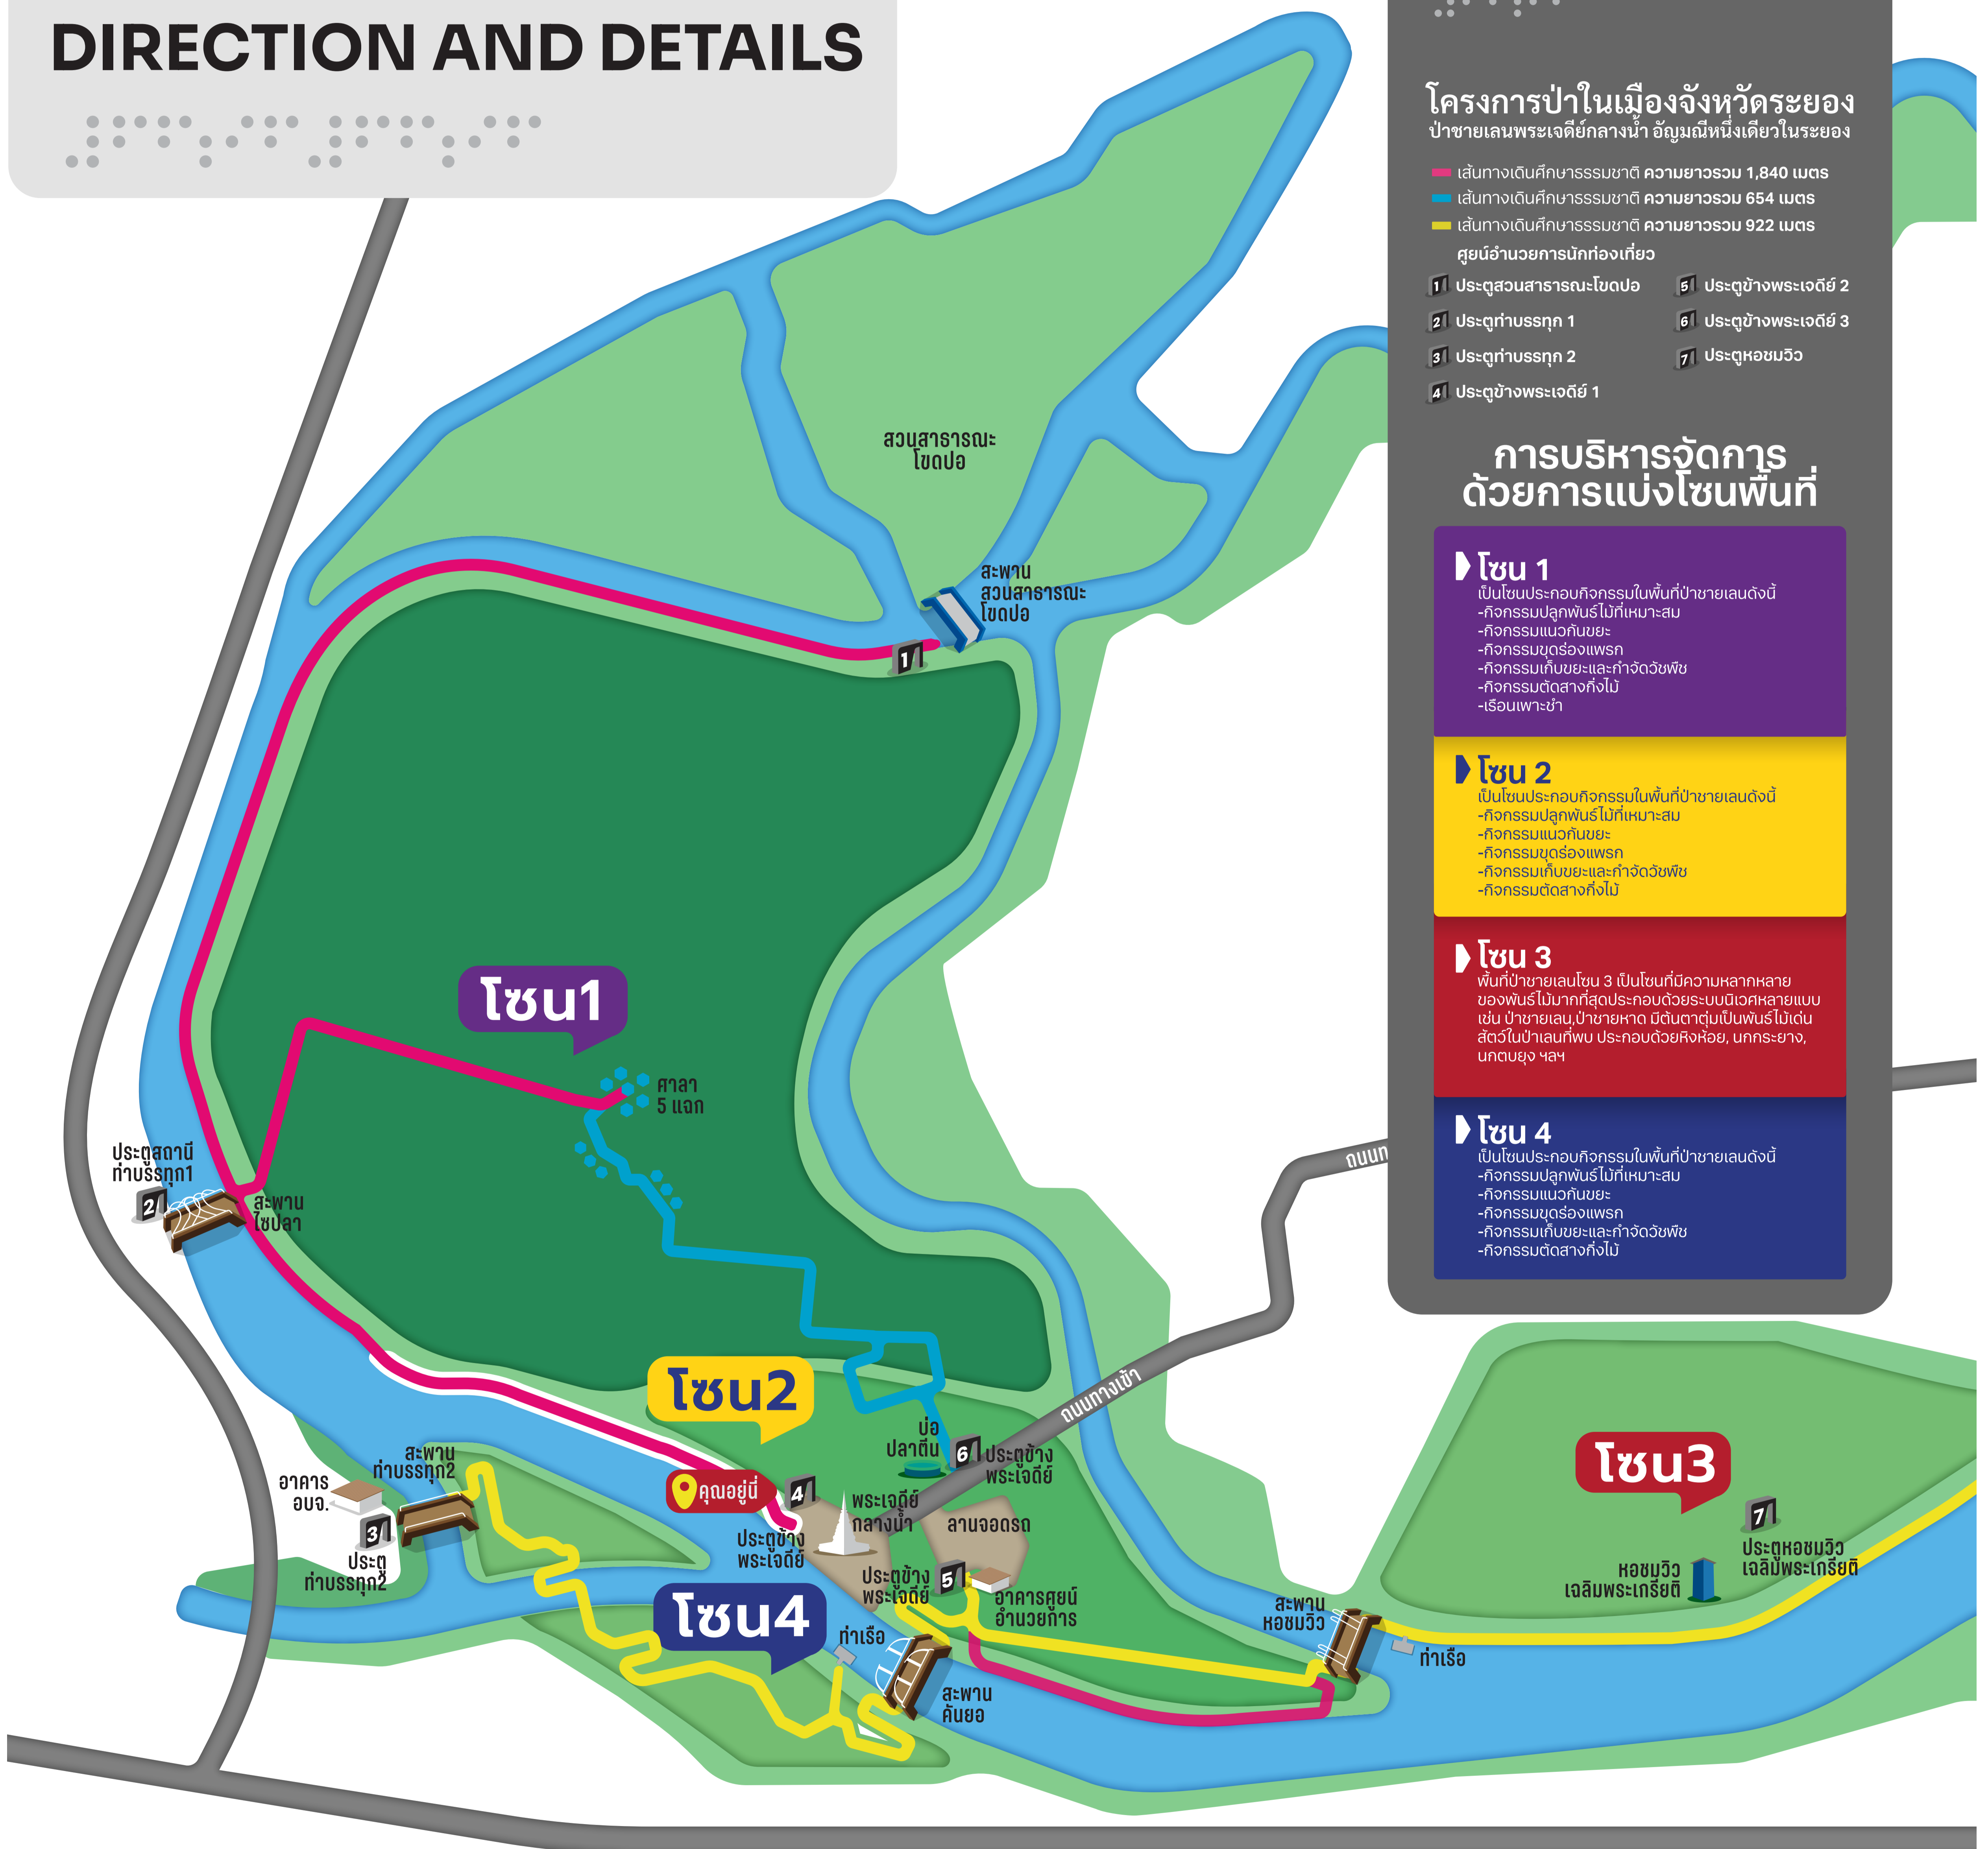 DIRECTION AND DETAILS
โครงการป่าในเมืองจังหวัดระยอง
ป่าชายเลนพระเจดีย์กลางน้ำ อัญมณีหนึ่งเดียวในระยอง
เส้นทางเดินศึกษาธรรมชาติ ความยาวรวม 1,840 เมตร
เส้นทางเดินศึกษาธรรมชาติ ความยาวรวม 654 เมตร
เส้นทางเดินศึกษาธรรมชาติ ความยาวรวม 922 เมตร
ศูยน์อำนวยการนักท่องเที่ยว
1 ประตูสวนสาธารณะโขดปอ
2 ประตูท่าบรรทุก 1
3 ประตูท่าบรรทุก 2
4 ประตูข้างพระเจดีย์ 1
5 ประตูข้างพระเจดีย์ 2
6 ประตูข้างพระเจดีย์ 3
7 ประตูหอชมวิว
การบริหารจัดการ
ด้วยการแบ่งโซนพื้นที่
โซน 1
เป็นโซนประกอบกิจกรรมในพื้นที่ป่าชายเลนดังนี้
-กิจกรรมปลูกพันธ์ไม้ที่เหมาะสม
-กิจกรรมแนวกันขยะ
-กิจกรรมขุดร่องแพรก
-กิจกรรมเก็บขยะและกำจัดวัชพืช
-กิจกรรมตัดสางกิ่งไม้
-เรือนเพาะชำ
โซน 2
เป็นโซนประกอบกิจกรรมในพื้นที่ป่าชายเลนดังนี้
-กิจกรรมปลูกพันธ์ไม้ที่เหมาะสม
-กิจกรรมแนวกันขยะ
-กิจกรรมขุดร่องแพรก
-กิจกรรมเก็บขยะและกำจัดวัชพืช
-กิจกรรมตัดสางกิ่งไม้
โซน 3
พื้นที่ป่าชายเลนโซน 3 เป็นโซนที่มีความหลากหลาย
ของพันธ์ไม้มากที่สุดประกอบด้วยระบบนิเวศหลายแบบ
เช่น ป่าชายเลน,ป่าชายหาด มีต้นตาตุ่มเป็นพันธ์ไม้เด่น
สัตว์ในป่าเลนที่พบ ประกอบด้วยหิงห้อย, นกกระยาง,
นกตบยุง ฯลฯ
โซน 4
เป็นโซนประกอบกิจกรรมในพื้นที่ป่าชายเลนดังนี้
-กิจกรรมปลูกพันธ์ไม้ที่เหมาะสม
-กิจกรรมแนวกันขยะ
-กิจกรรมขุดร่องแพรก
-กิจกรรมเก็บขยะและกำจัดวัชพืช
-กิจกรรมตัดสางกิ่งไม้
สวนสาธารณะ
โขดปอ
สะพาน
สวนสาธารณะ
โขดปอ
1
โซน1
ศาลา
5 แฉก
ประตูสถานี
ท่าบรรทุก1
2
สะพาน
ไซปลา
ถนนท
ถนนทางเข้า
โซน2
บ่อ
ปลาตีน
6
ประตูข้าง
พระเจดีย์
สะพาน
ท่าบรรทุก2
อาคาร
อบจ.
3
ประตู
ท่าบรรทุก2
คุณอยู่นี่
4
ประตูข้าง
พระเจดีย์
พระเจดีย์
กลางน้ำ
ลานจอดรถ
ประตูข้าง
พระเจดีย์
5
อาคารศูยน์
อำนวยการ
โซน4
ท่าเรือ
สะพาน
คันยอ
สะพาน
หอชมวิว
ท่าเรือ
โซน3
7
ประตูหอชมวิว
เฉลิมพระเกรียติ
หอชมวิว
เฉลิมพระเกรียติ